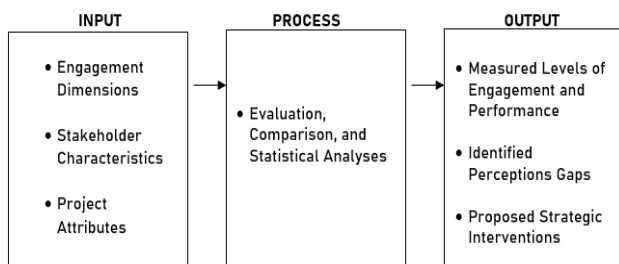 INPUT
• Engagement
Dimensions
• Stakeholder
Characteristics
• Project
Attributes
PROCESS
• Evaluation,
Comparison, and
Statistical Analyses
OUTPUT
• Measured Levels of
Engagement and
Performance
• Identified
Perceptions Gaps
• Proposed Strategic
Interventions